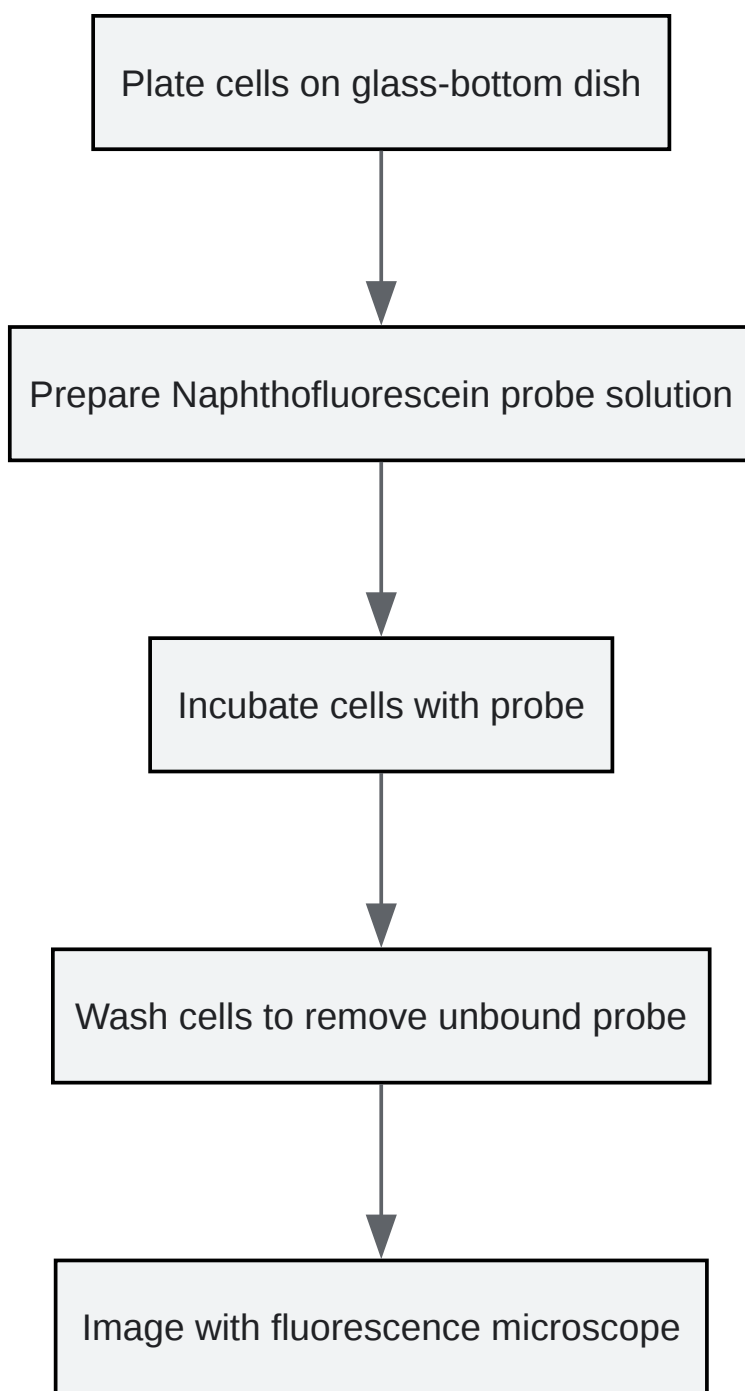 Plate cells on glass-bottom dish
Prepare Naphthofluorescein probe solution
Incubate cells with probe
Wash cells to remove unbound probe
Image with fluorescence microscope